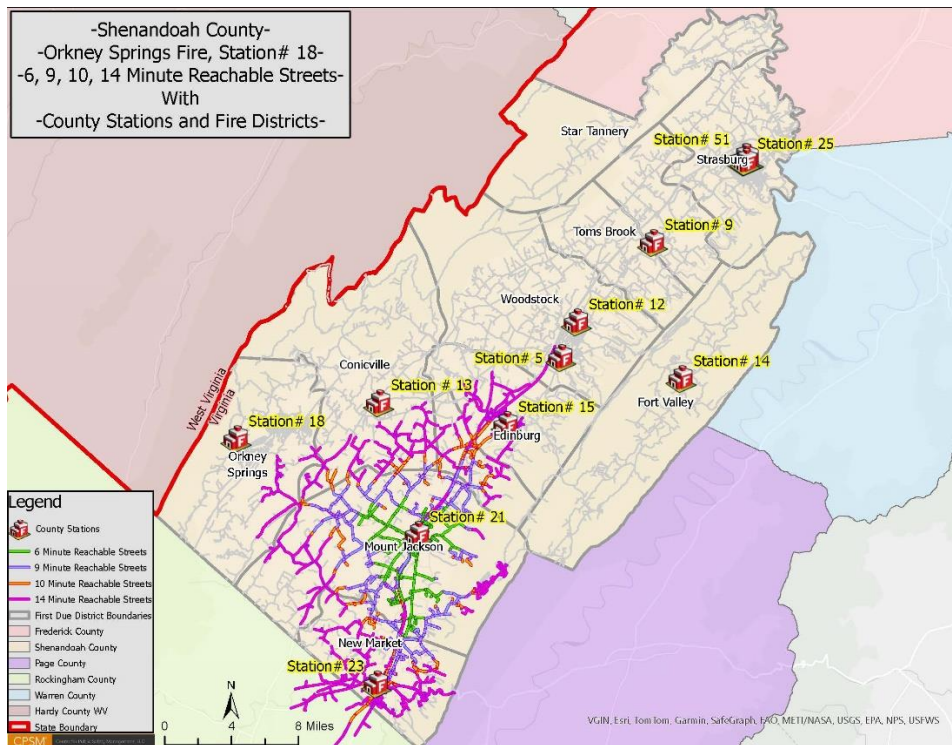 -Shenandoah County-
-Orkney Springs Fire, Station# 18-
-6, 9, 10, 14 Minute Reachable Streets-
With
-County Stations and Fire Districts-
Star Tannery
Station# 51
Station# 25
Strasburg
Station# 9
Toms Brook
Woodstock
Station# 12
Station# 5
Station# 14
Conicville
Fort Valley
Station # 13
Station# 15
West Virginia
Virginia
Station# 18
Edinburg
Orkney
Springs
Station# 21
Mount Jackson
New Market
Station# 23
Legend
County Stations
6 Minute Reachable Streets
9 Minute Reachable Streets
10 Minute Reachable Streets
14 Minute Reachable Streets
First Due District Boundaries
Frederick County
Shenandoah County
Page County
Rockingham County
Warren County
Hardy County WV
State Boundary
N
0 4 8 Miles
VGIN, Esri, TomTom, Garmin, SafeGraph, FAO, METI/NASA, USGS, EPA, NPS, USFWS
CPSM